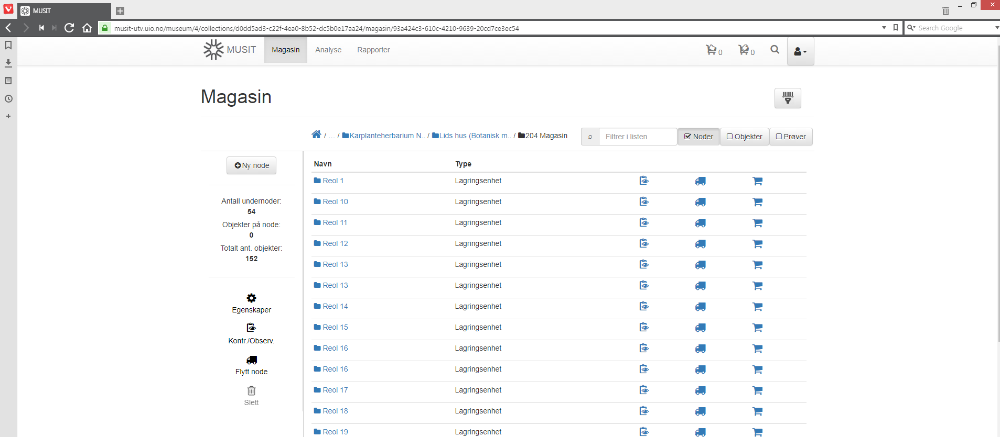 MUSIT
musit-utv.uio.no/museum/4/collections/d0dd5ad3-c22f-4ea0-8b52-dc5b0e17aa24/magasin/93a424c3-610c-4210-9639-20cd7ce3ec54
Search Google
MUSIT Magasin Analyse Rapporter 0 0
Magasin
/ ... / Karplanteherbarium N.. / Lids hus (Botanisk m.. / 204 Magasin Filtrer i listen Noder Objekter Prøver
Ny node
Antall undernoder:
54
Objekter på node:
0
Totalt ant. objekter:
152
Egenskaper
Kontr./Observ.
Flytt node
Slett
Navn Type
Reol 1 Lagringsenhet
Reol 10 Lagringsenhet
Reol 11 Lagringsenhet
Reol 12 Lagringsenhet
Reol 13 Lagringsenhet
Reol 13 Lagringsenhet
Reol 14 Lagringsenhet
Reol 15 Lagringsenhet
Reol 16 Lagringsenhet
Reol 16 Lagringsenhet
Reol 17 Lagringsenhet
Reol 18 Lagringsenhet
Reol 19 Lagringsenhet